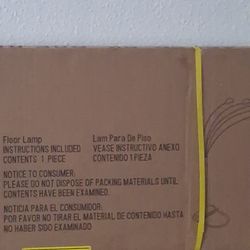 Floor Lamp
INSTRUCTIONS INCLUDED
CONTENTS 1 PIECE
Lam Para De Piso
VEASE INSTRUCTIVO ANEXO
CONTENIDO 1 PIEZA
NOTICE TO CONSUMER:
PLEASE DO NOT DISPOSE OF PACKING MATERIALS UNTIL
CONTENTS HAVE BEEN EXAMINED.
NOTICIA PARA EL CONSUMIDOR:
POR FAVOR NO TIRAR EL MATERIAL DE CONTENIDO HASTA
NO HABER SIDO EXAMINADO